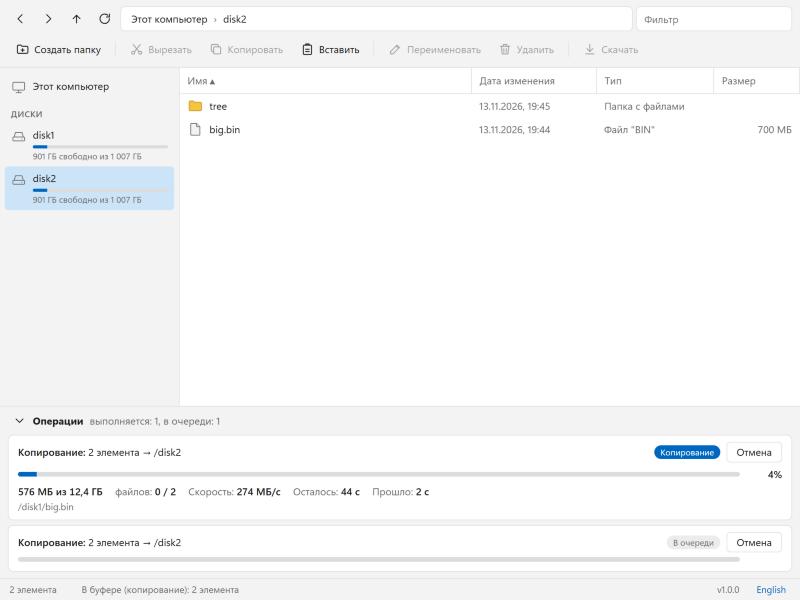 Этот компьютер › disk2
Фильтр
Создать папку Вырезать Копировать Вставить Переименовать Удалить Скачать
Этот компьютер
ДИСКИ
disk1
901 ГБ свободно из 1 007 ГБ
disk2
901 ГБ свободно из 1 007 ГБ
Имя ▴ Дата изменения Тип Размер
tree 13.11.2026, 19:45 Папка с файлами
big.bin 13.11.2026, 19:44 Файл "BIN" 700 МБ
Операции выполняется: 1, в очереди: 1
Копирование: 2 элемента → /disk2 Копирование Отмена
4%
576 МБ из 12,4 ГБ файлов: 0 / 2 Скорость: 274 МБ/с Осталось: 44 с Прошло: 2 с
/disk1/big.bin
Копирование: 2 элемента → /disk2 В очереди Отмена
2 элемента В буфере (копирование): 2 элемента v1.0.0 English